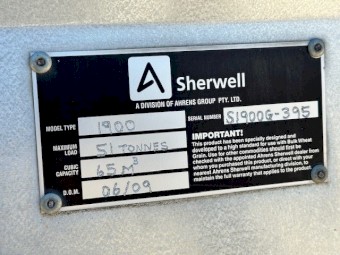 Sherwell
A DIVISION OF AHRENS GROUP PTY. LTD.
MODEL TYPE 1900
SERIAL NUMBER S1900G-395
MAXIMUM LOAD 51 TONNES
CUBIC CAPACITY 65 M³
D.O.M. 06/09
IMPORTANT!
This product has been specially designed and
developed to a high standard for use with Bulk Wheat
Grain. Use for other commodities should first be
checked with the appointed Ahrens Sherwell dealer from
whom you purchased this product, or direct with your
nearest Ahrens Sherwell manufacturing division, to
maintain the full warranty that applies to the product